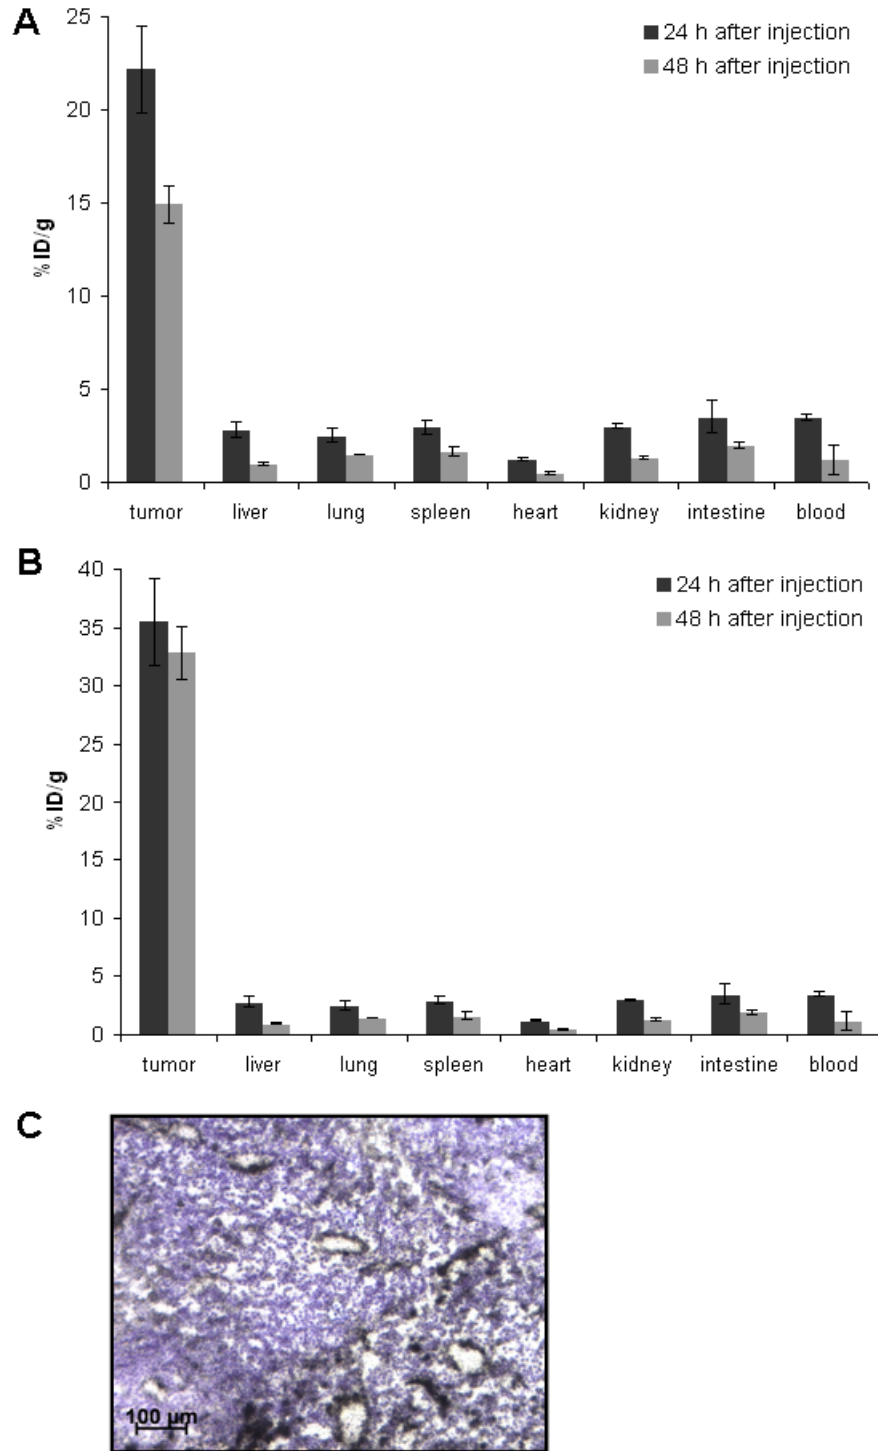 A
25
24 h after injection
48 h after injection
20
15
% ID/g
10
5
0
tumor liver lung spleen heart kidney intestine blood
B
40
24 h after injection
48 h after injection
35
30
25
% ID/g
20
15
10
5
0
tumor liver lung spleen heart kidney intestine blood
C
100 µm